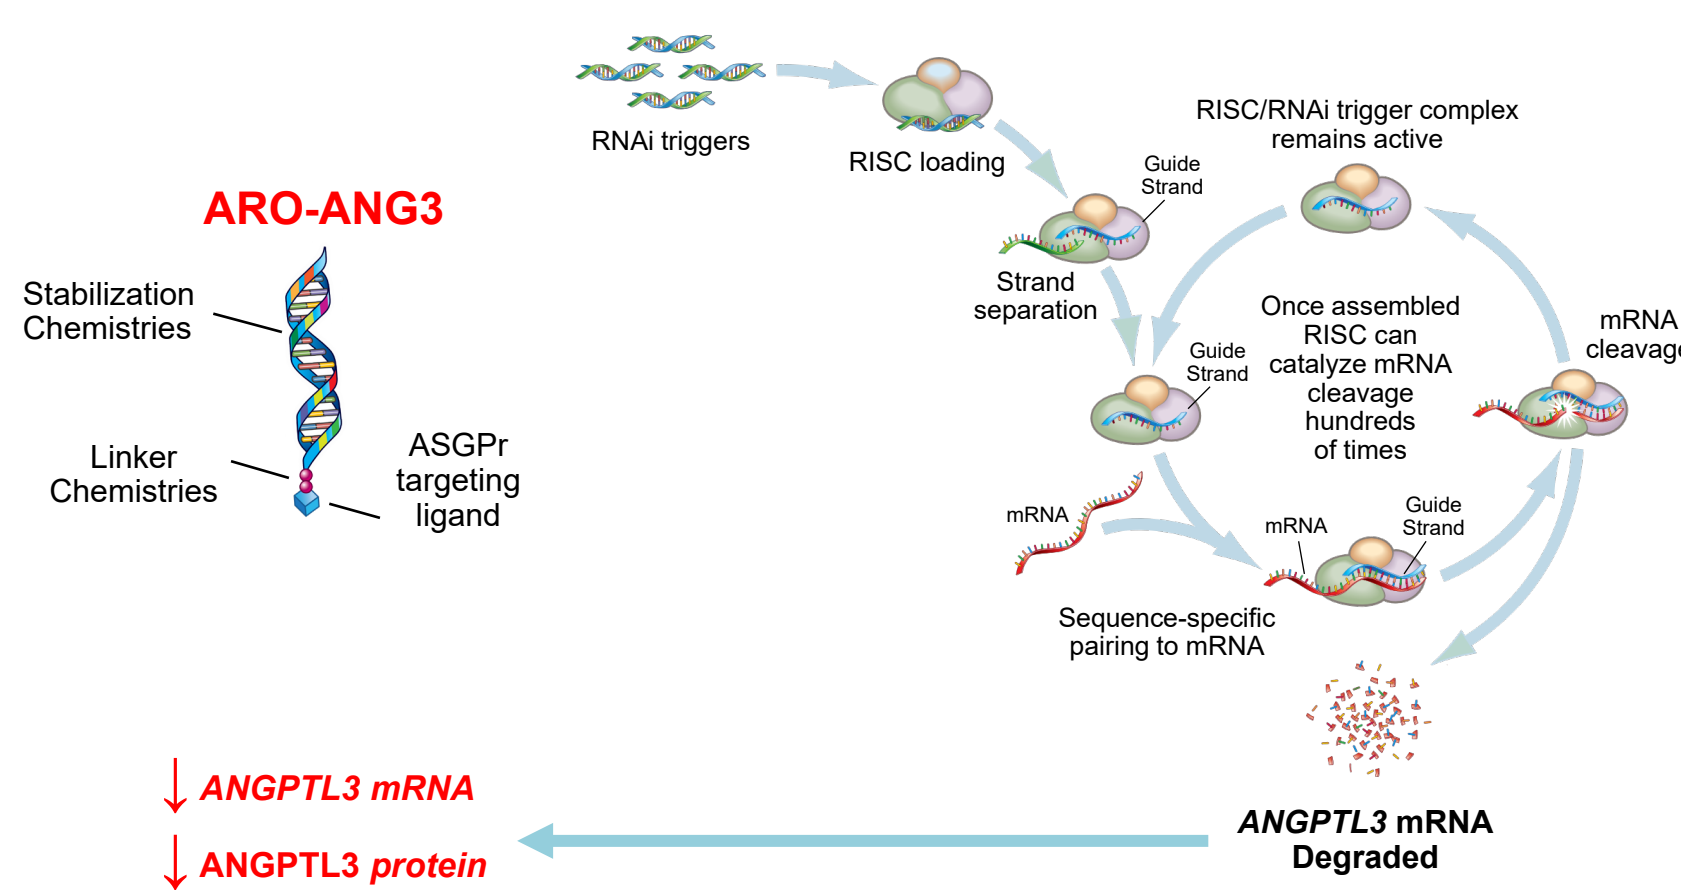 RNAi triggers
RISC loading
Guide
Strand
Strand
separation
RISC/RNAi trigger complex
remains active
ARO-ANG3
Stabilization
Chemistries
Linker
Chemistries
ASGPr
targeting
ligand
Guide
Strand
Once assembled
RISC can
catalyze mRNA
cleavage
hundreds
of times
mRNA
cleavage
mRNA
mRNA
Guide
Strand
Sequence-specific
pairing to mRNA
ANGPTL3 mRNA
Degraded
↓ ANGPTL3 mRNA
↓ ANGPTL3 protein